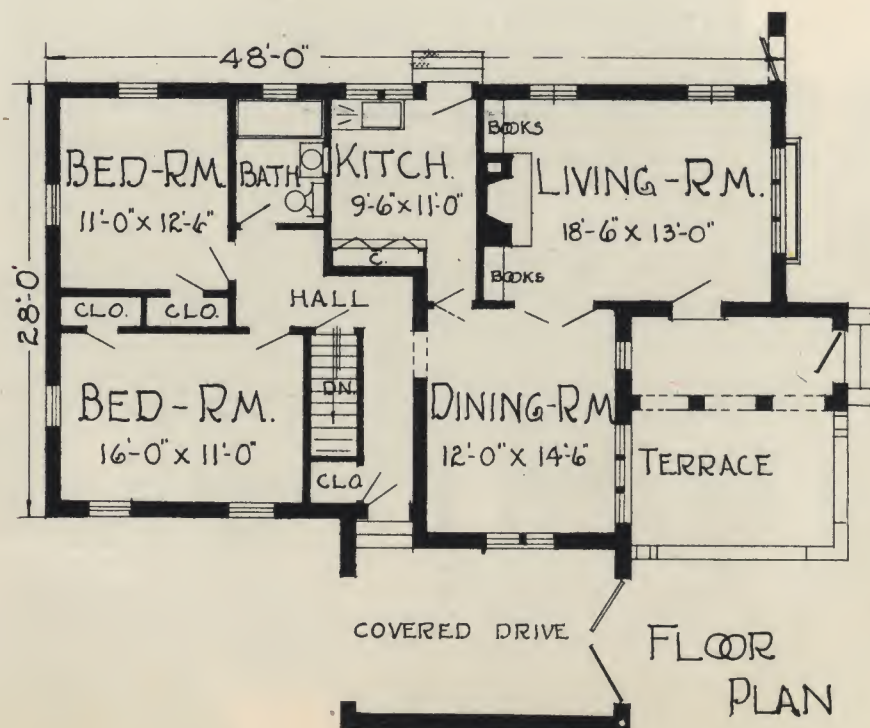 48'-0"
28'-0"
BED-RM.
11'-0" x 12'-6"
BATH
KITCH.
9'-6" x 11'-0"
C.
BOOKS
BOOKS
LIVING-RM.
18'-6" x 13'-0"
CLO.
CLO.
HALL
DN.
BED-RM.
16'-0" x 11'-0"
CLO.
DINING-RM
12'-0" x 14'-6"
TERRACE
COVERED DRIVE
FLOOR
PLAN